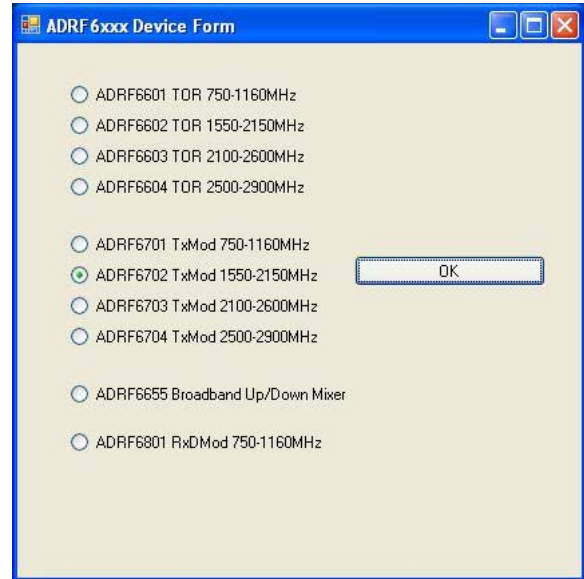 ADRF6xxx Device Form
ADRF6601 TOR 750-1160MHz
ADRF6602 TOR 1550-2150MHz
ADRF6603 TOR 2100-2600MHz
ADRF6604 TOR 2500-2900MHz
ADRF6701 TxMod 750-1160MHz
ADRF6702 TxMod 1550-2150MHz
OK
ADRF6703 TxMod 2100-2600MHz
ADRF6704 TxMod 2500-2900MHz
ADRF6655 Broadband Up/Down Mixer
ADRF6801 RxDMod 750-1160MHz